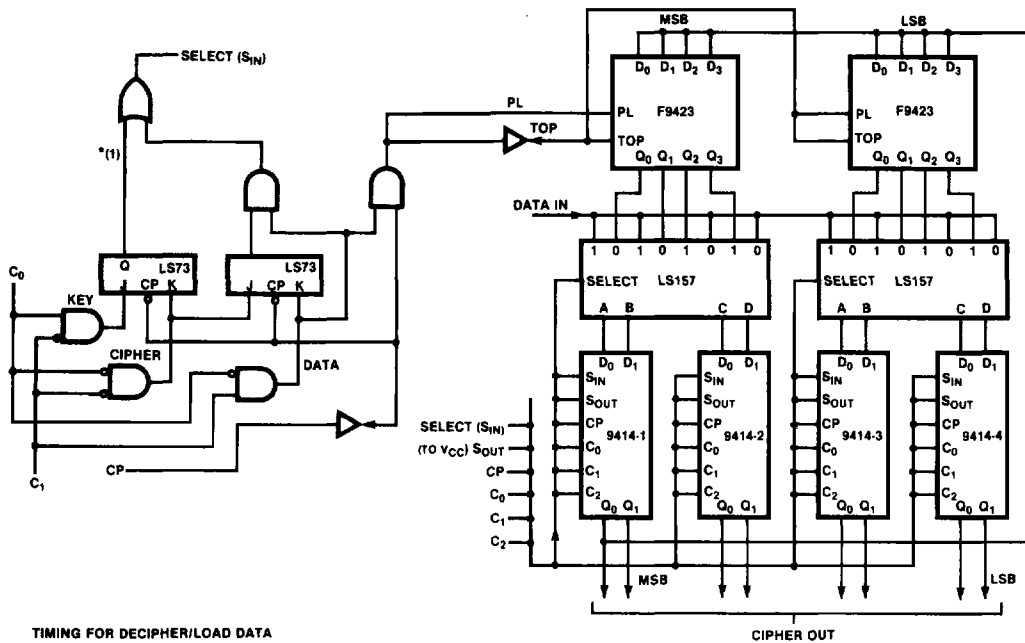 SELECT (SIN)
*(1)
Q LS73
J CP K
LS73
J CP K
C0
KEY
CIPHER
DATA
CP
C1
PL
TOP
MSB
D0 D1 D2 D3
F9423
PL
TOP
Q0 Q1 Q2 Q3
LSB
D0 D1 D2 D3
F9423
PL
TOP
Q0 Q1 Q2 Q3
DATA IN
1 0 1 0 1 0 1 0
SELECT
LS157
A B C D
1 0 1 0 1 0 1 0
SELECT
LS157
A B C D
D0 D1
SIN
SOUT
CP
9414-1
C0
C1
C2
Q0 Q1
D0 D1
SIN
SOUT
CP
9414-2
C0
C1
C2
Q0 Q1
D0 D1
SIN
SOUT
CP
9414-3
C0
C1
C2
Q0 Q1
D0 D1
SIN
SOUT
CP
9414-4
C0
C1
C2
Q0 Q1
SELECT (SIN)
(TO VCC) SOUT
CP
C0
C1
C2
MSB
LSB
CIPHER OUT
TIMING FOR DECIPHER/LOAD DATA